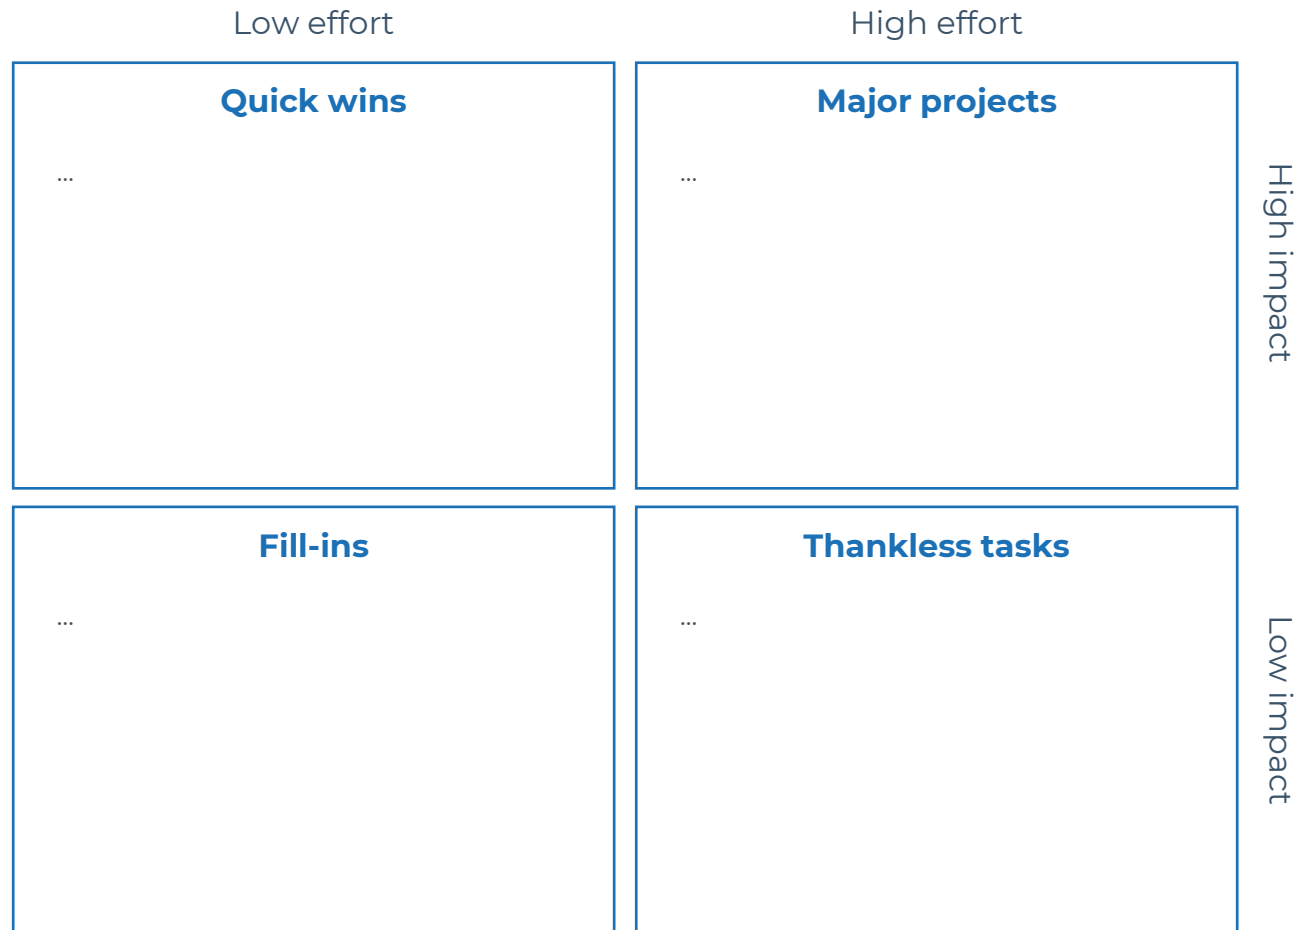 Low effort
High effort
Quick wins
Major projects
...
...
High impact
Fill-ins
Thankless tasks
...
...
Low impact